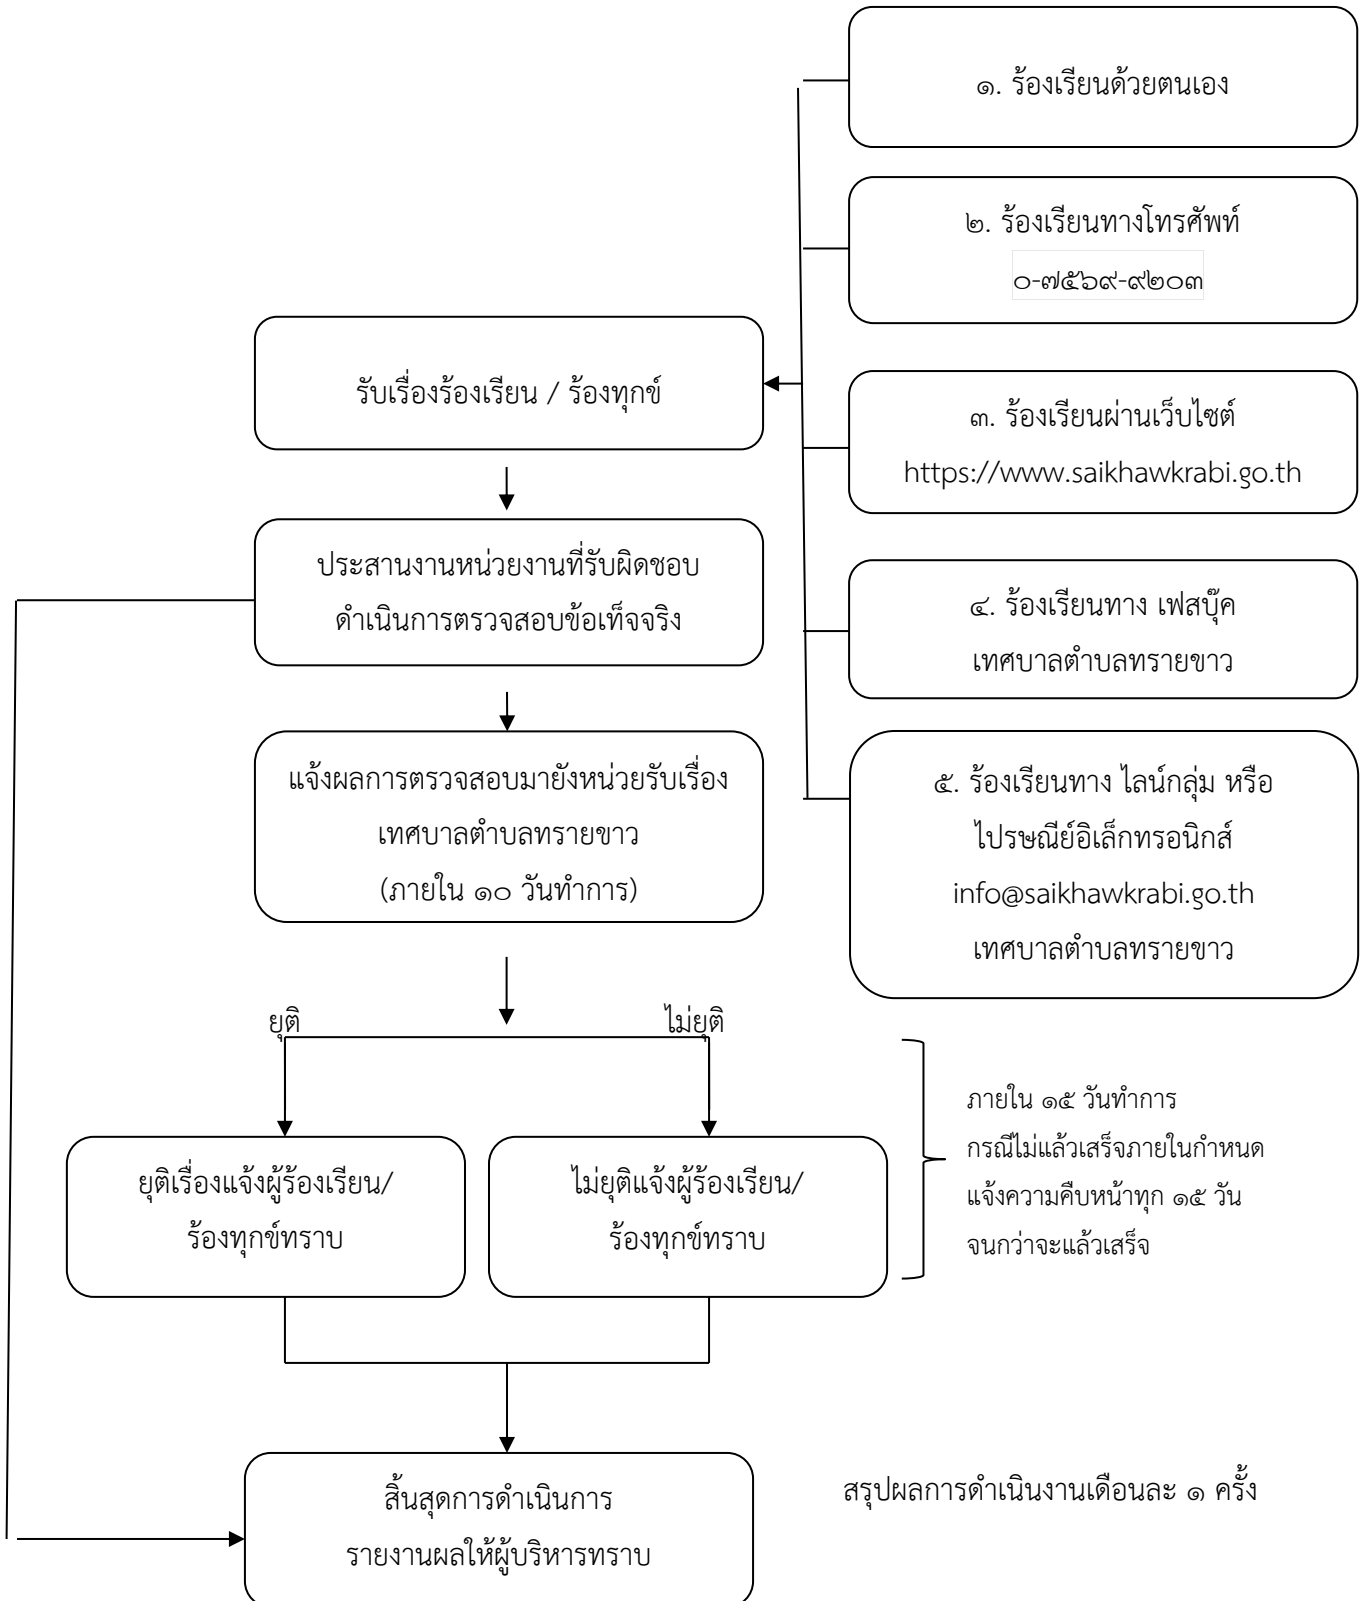 ๑. ร้องเรียนด้วยตนเอง
๒. ร้องเรียนทางโทรศัพท์
๐-๗๕๖๙-๙๒๐๓
๓. ร้องเรียนผ่านเว็บไซต์
https://www.saikhawkrabi.go.th
๔. ร้องเรียนทาง เฟสบุ๊ค
เทศบาลตำบลทรายขาว
๕. ร้องเรียนทาง ไลน์กลุ่ม หรือ
ไปรษณีย์อิเล็กทรอนิกส์
info@saikhawkrabi.go.th
เทศบาลตำบลทรายขาว
รับเรื่องร้องเรียน / ร้องทุกข์
ประสานงานหน่วยงานที่รับผิดชอบ
ดำเนินการตรวจสอบข้อเท็จจริง
แจ้งผลการตรวจสอบมายังหน่วยรับเรื่อง
เทศบาลตำบลทรายขาว
(ภายใน ๑๐ วันทำการ)
ยุติ
ไม่ยุติ
ยุติเรื่องแจ้งผู้ร้องเรียน/
ร้องทุกข์ทราบ
ไม่ยุติแจ้งผู้ร้องเรียน/
ร้องทุกข์ทราบ
ภายใน ๑๕ วันทำการ
กรณีไม่แล้วเสร็จภายในกำหนด
แจ้งความคืบหน้าทุก ๑๕ วัน
จนกว่าจะแล้วเสร็จ
สิ้นสุดการดำเนินการ
รายงานผลให้ผู้บริหารทราบ
สรุปผลการดำเนินงานเดือนละ ๑ ครั้ง